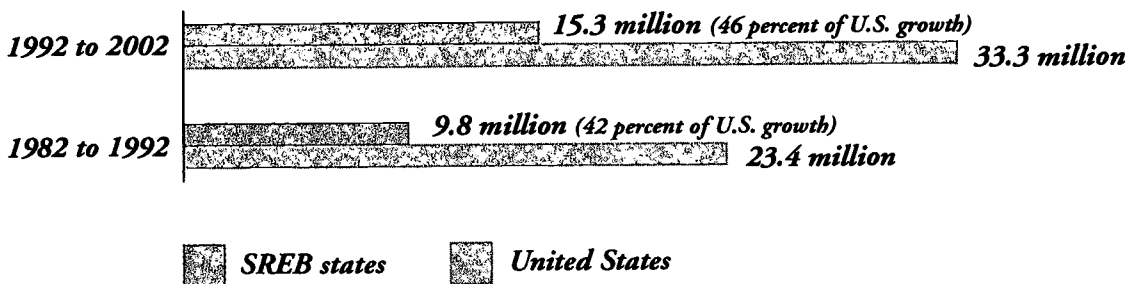 15.3 million (46 percent of U.S. growth)
1992 to 2002
33.3 million
9.8 million (42 percent of U.S. growth)
1982 to 1992
23.4 million
SREB states United States